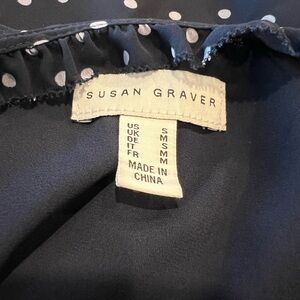 SUSAN GRAVER
US S
UK M
DE S
IT M
FR M
MADE IN
CHINA